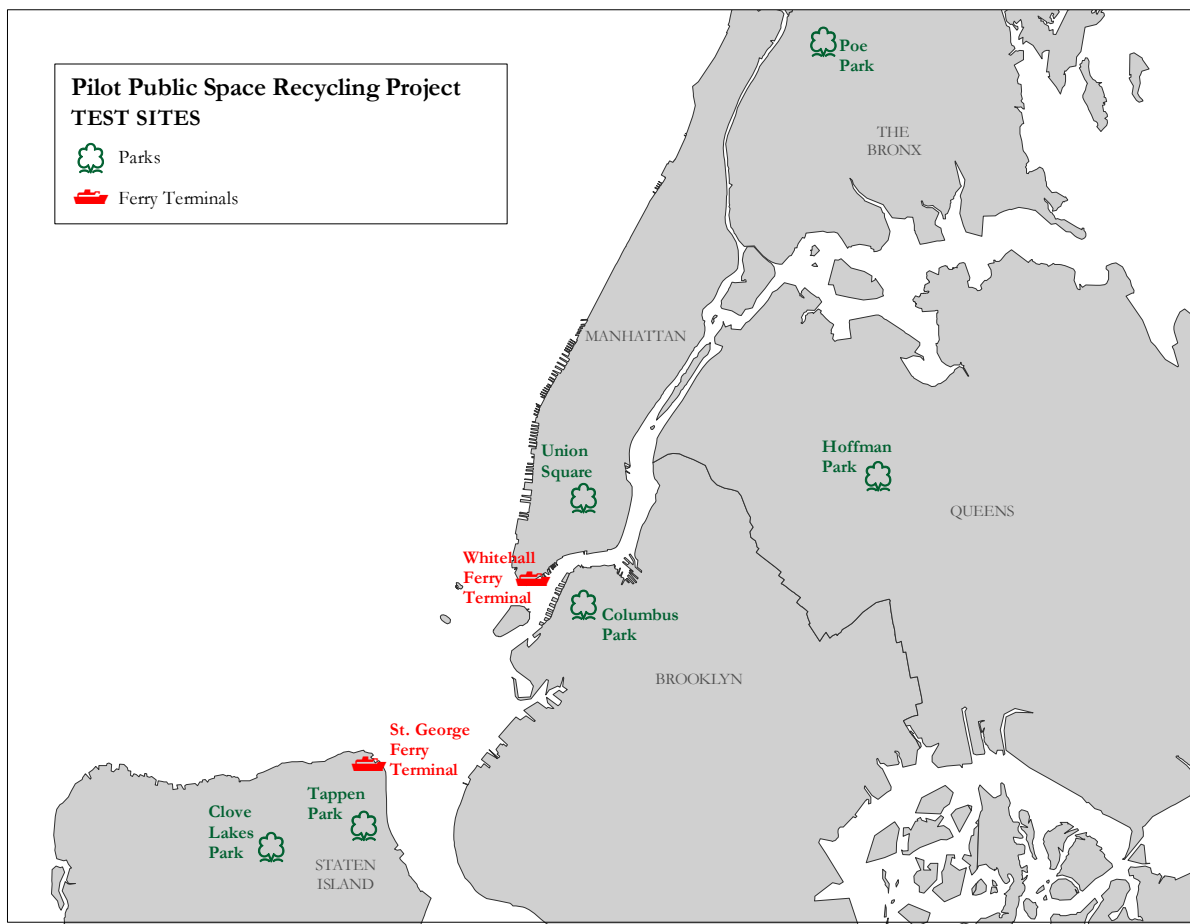 Pilot Public Space Recycling Project
TEST SITES
Parks
Ferry Terminals
Poe
Park
THE
BRONX
MANHATTAN
Union
Square
Hoffman
Park
QUEENS
Whitehall
Ferry
Terminal
Columbus
Park
BROOKLYN
St. George
Ferry
Terminal
Tappen
Park
Clove
Lakes
Park
STATEN
ISLAND